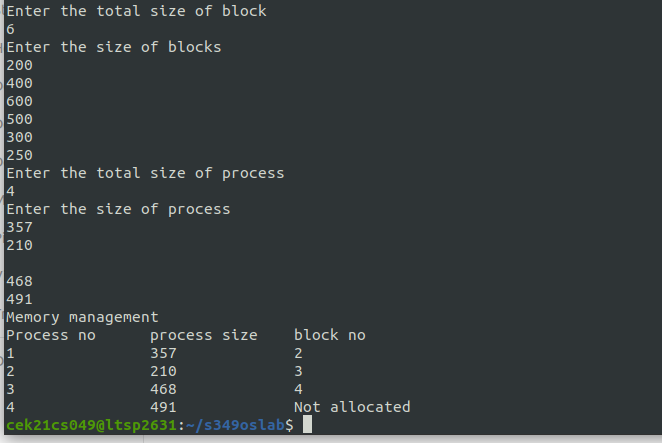 Enter the total size of block
6
Enter the size of blocks
200
400
600
500
300
250
Enter the total size of process
4
Enter the size of process
357
210
468
491
Memory management
Process no process size block no
1 357 2
2 210 3
3 468 4
4 491 Not allocated
cek21cs049@ltsp2631:~/s349oslab$